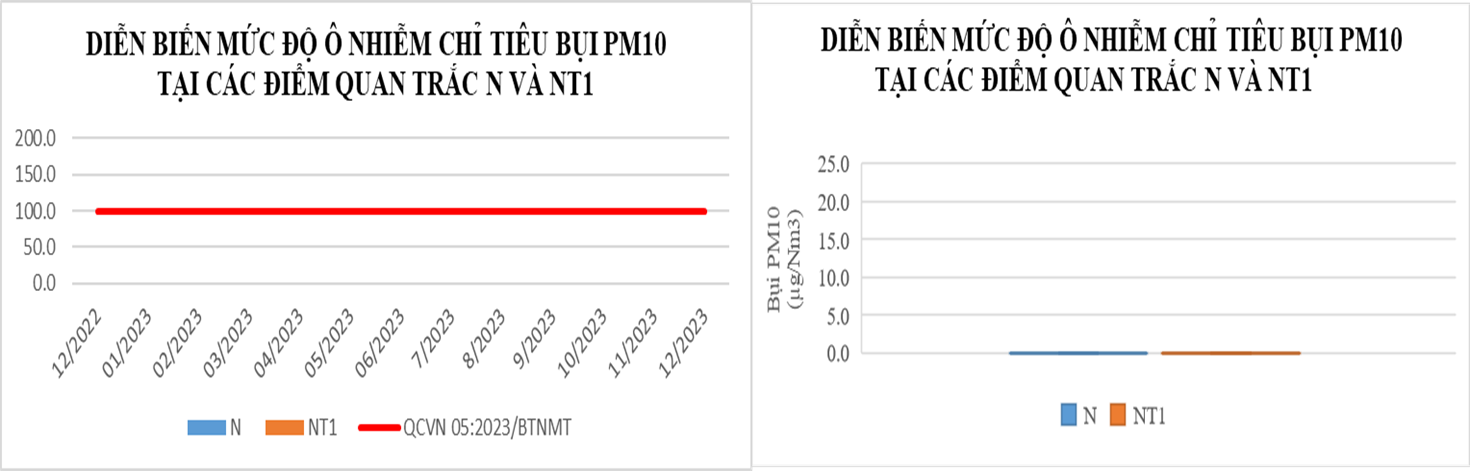 DIỄN BIẾN MỨC ĐỘ Ô NHIỄM CHỈ TIÊU BỤI PM10
TẠI CÁC ĐIỂM QUAN TRẮC N VÀ NT1
200.0
150.0
100.0
50.0
0.0
12/2022
01/2023
02/2023
03/2023
04/2023
05/2023
06/2023
7/2023
8/2023
9/2023
10/2023
11/2023
12/2023
N
NT1
QCVN 05:2023/BTNMT
DIỄN BIẾN MỨC ĐỘ Ô NHIỄM CHỈ TIÊU BỤI PM10
TẠI CÁC ĐIỂM QUAN TRẮC N VÀ NT1
Bụi PM10
(µg/Nm3)
25.0
20.0
15.0
10.0
5.0
0.0
N
NT1